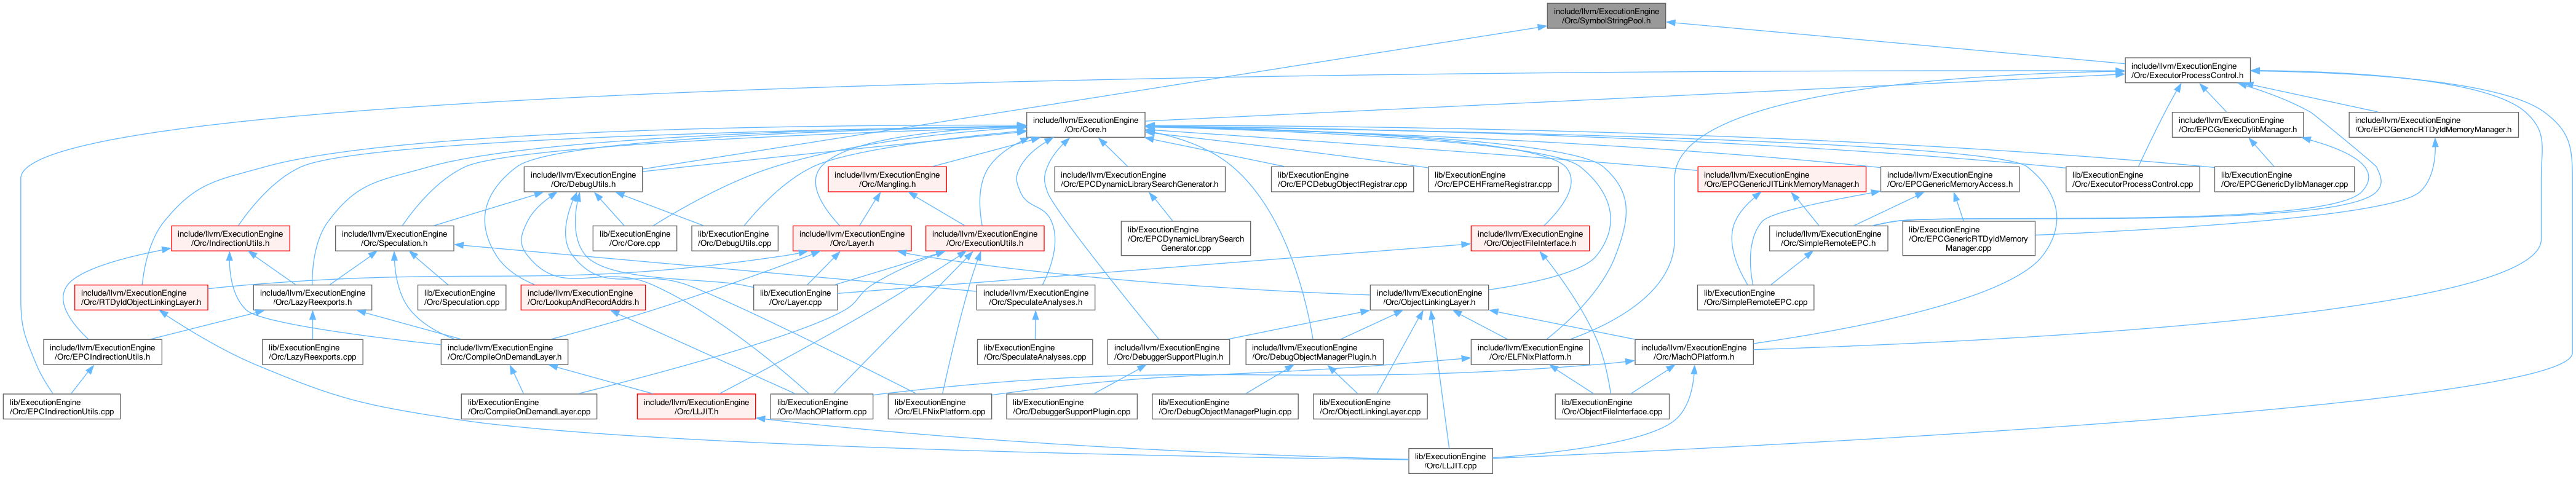 include/llvm/ExecutionEngine
/Orc/SymbolStringPool.h
include/llvm/ExecutionEngine
/Orc/ExecutorProcessControl.h
include/llvm/ExecutionEngine
/Orc/Core.h
include/llvm/ExecutionEngine
/Orc/EPCGenericDylibManager.h
include/llvm/ExecutionEngine
/Orc/EPCGenericRTDyldMemoryManager.h
include/llvm/ExecutionEngine
/Orc/DebugUtils.h
include/llvm/ExecutionEngine
/Orc/Mangling.h
include/llvm/ExecutionEngine
/Orc/EPCDynamicLibrarySearchGenerator.h
lib/ExecutionEngine
/Orc/EPCDebugObjectRegistrar.cpp
lib/ExecutionEngine
/Orc/EPCEHFrameRegistrar.cpp
include/llvm/ExecutionEngine
/Orc/EPCGenericJITLinkMemoryManager.h
include/llvm/ExecutionEngine
/Orc/EPCGenericMemoryAccess.h
lib/ExecutionEngine
/Orc/ExecutorProcessControl.cpp
lib/ExecutionEngine
/Orc/EPCGenericDylibManager.cpp
include/llvm/ExecutionEngine
/Orc/IndirectionUtils.h
include/llvm/ExecutionEngine
/Orc/Speculation.h
lib/ExecutionEngine
/Orc/Core.cpp
lib/ExecutionEngine
/Orc/DebugUtils.cpp
include/llvm/ExecutionEngine
/Orc/Layer.h
include/llvm/ExecutionEngine
/Orc/ExecutionUtils.h
lib/ExecutionEngine
/Orc/EPCDynamicLibrarySearch
Generator.cpp
include/llvm/ExecutionEngine
/Orc/ObjectFileInterface.h
include/llvm/ExecutionEngine
/Orc/SimpleRemoteEPC.h
lib/ExecutionEngine
/Orc/EPCGenericRTDyldMemory
Manager.cpp
include/llvm/ExecutionEngine
/Orc/RTDyldObjectLinkingLayer.h
include/llvm/ExecutionEngine
/Orc/LazyReexports.h
lib/ExecutionEngine
/Orc/Speculation.cpp
include/llvm/ExecutionEngine
/Orc/LookupAndRecordAddrs.h
lib/ExecutionEngine
/Orc/Layer.cpp
include/llvm/ExecutionEngine
/Orc/SpeculateAnalyses.h
include/llvm/ExecutionEngine
/Orc/ObjectLinkingLayer.h
lib/ExecutionEngine
/Orc/SimpleRemoteEPC.cpp
include/llvm/ExecutionEngine
/Orc/EPCIndirectionUtils.h
lib/ExecutionEngine
/Orc/LazyReexports.cpp
include/llvm/ExecutionEngine
/Orc/CompileOnDemandLayer.h
lib/ExecutionEngine
/Orc/SpeculateAnalyses.cpp
include/llvm/ExecutionEngine
/Orc/DebuggerSupportPlugin.h
include/llvm/ExecutionEngine
/Orc/DebugObjectManagerPlugin.h
include/llvm/ExecutionEngine
/Orc/ELFNixPlatform.h
include/llvm/ExecutionEngine
/Orc/MachOPlatform.h
lib/ExecutionEngine
/Orc/EPCIndirectionUtils.cpp
lib/ExecutionEngine
/Orc/CompileOnDemandLayer.cpp
include/llvm/ExecutionEngine
/Orc/LLJIT.h
lib/ExecutionEngine
/Orc/MachOPlatform.cpp
lib/ExecutionEngine
/Orc/ELFNixPlatform.cpp
lib/ExecutionEngine
/Orc/DebuggerSupportPlugin.cpp
lib/ExecutionEngine
/Orc/DebugObjectManagerPlugin.cpp
lib/ExecutionEngine
/Orc/ObjectLinkingLayer.cpp
lib/ExecutionEngine
/Orc/ObjectFileInterface.cpp
lib/ExecutionEngine
/Orc/LLJIT.cpp